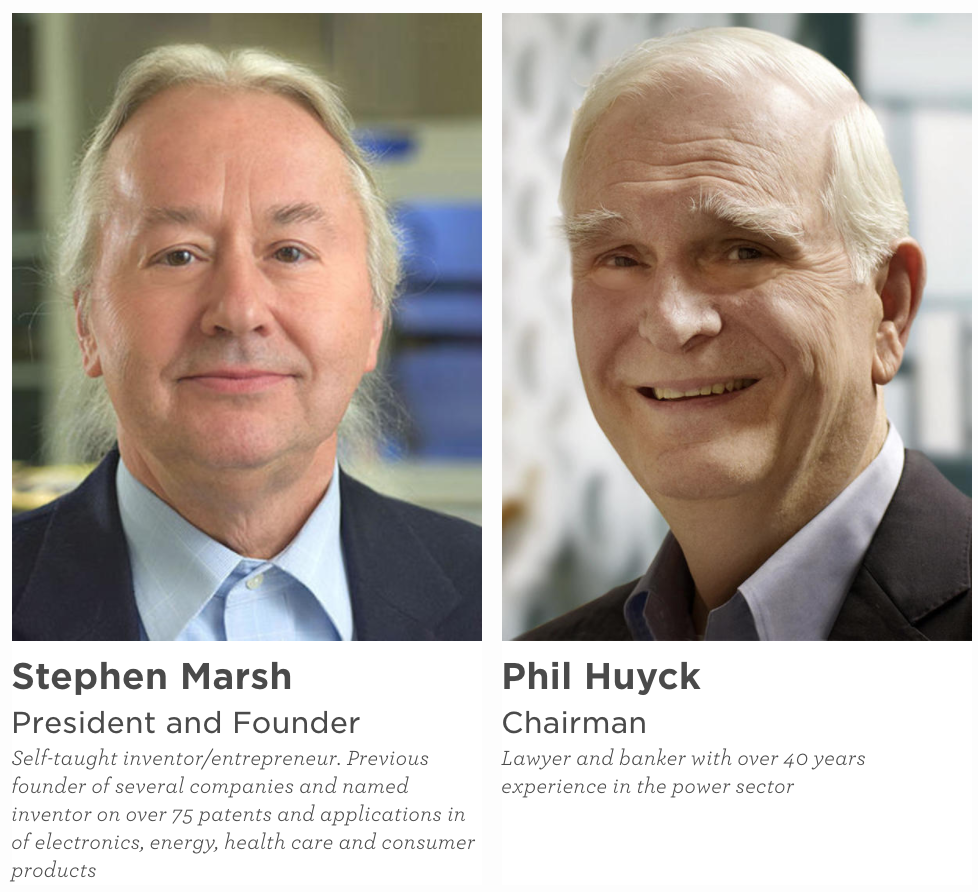 Stephen Marsh
President and Founder
Self-taught inventor/entrepreneur. Previous
founder of several companies and named
inventor on over 75 patents and applications in
of electronics, energy, health care and consumer
products
Phil Huyck
Chairman
Lawyer and banker with over 40 years
experience in the power sector